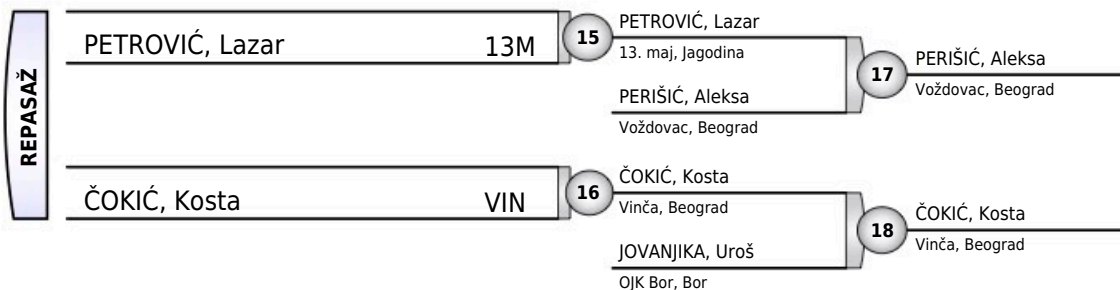 REPASAŽ
PETROVIĆ, Lazar 13M
15
PETROVIĆ, Lazar
13. maj, Jagodina
PERIŠIĆ, Aleksa
Voždovac, Beograd
17
PERIŠIĆ, Aleksa
Voždovac, Beograd
ČOKIĆ, Kosta VIN
16
ČOKIĆ, Kosta
Vinča, Beograd
JOVANJIKA, Uroš
OJK Bor, Bor
18
ČOKIĆ, Kosta
Vinča, Beograd